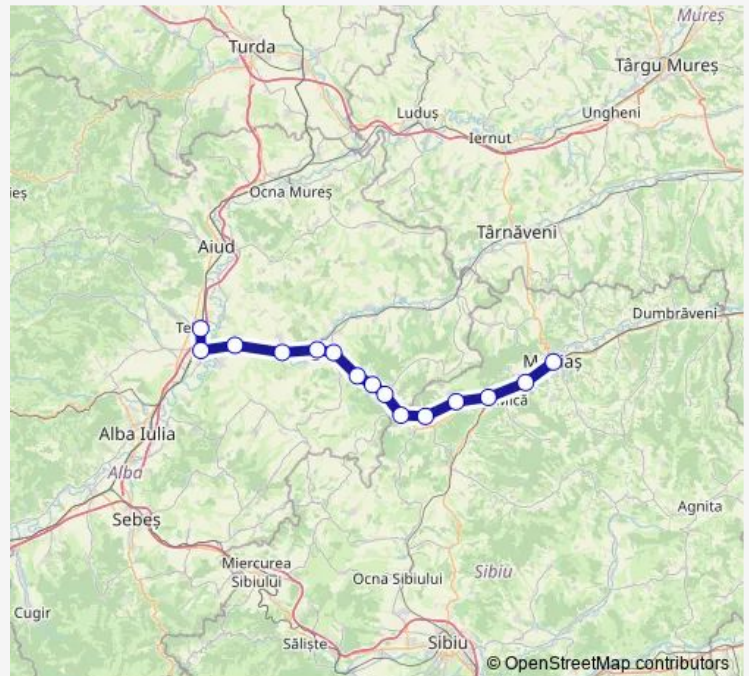 Mureș
Turda
Târgu Mureș
Luduș
Ungheni
Iernut
Ocna Mureș
Târnăveni
Aiud
Dumbrăveni
Te
Alba Iulia
Alba
Agnita
Sebeș
Miercurea
Sibiului
Ocna Sibiului
Sibiu
Cugir
Săliște
Sibiu
© OpenStreetMap contributors